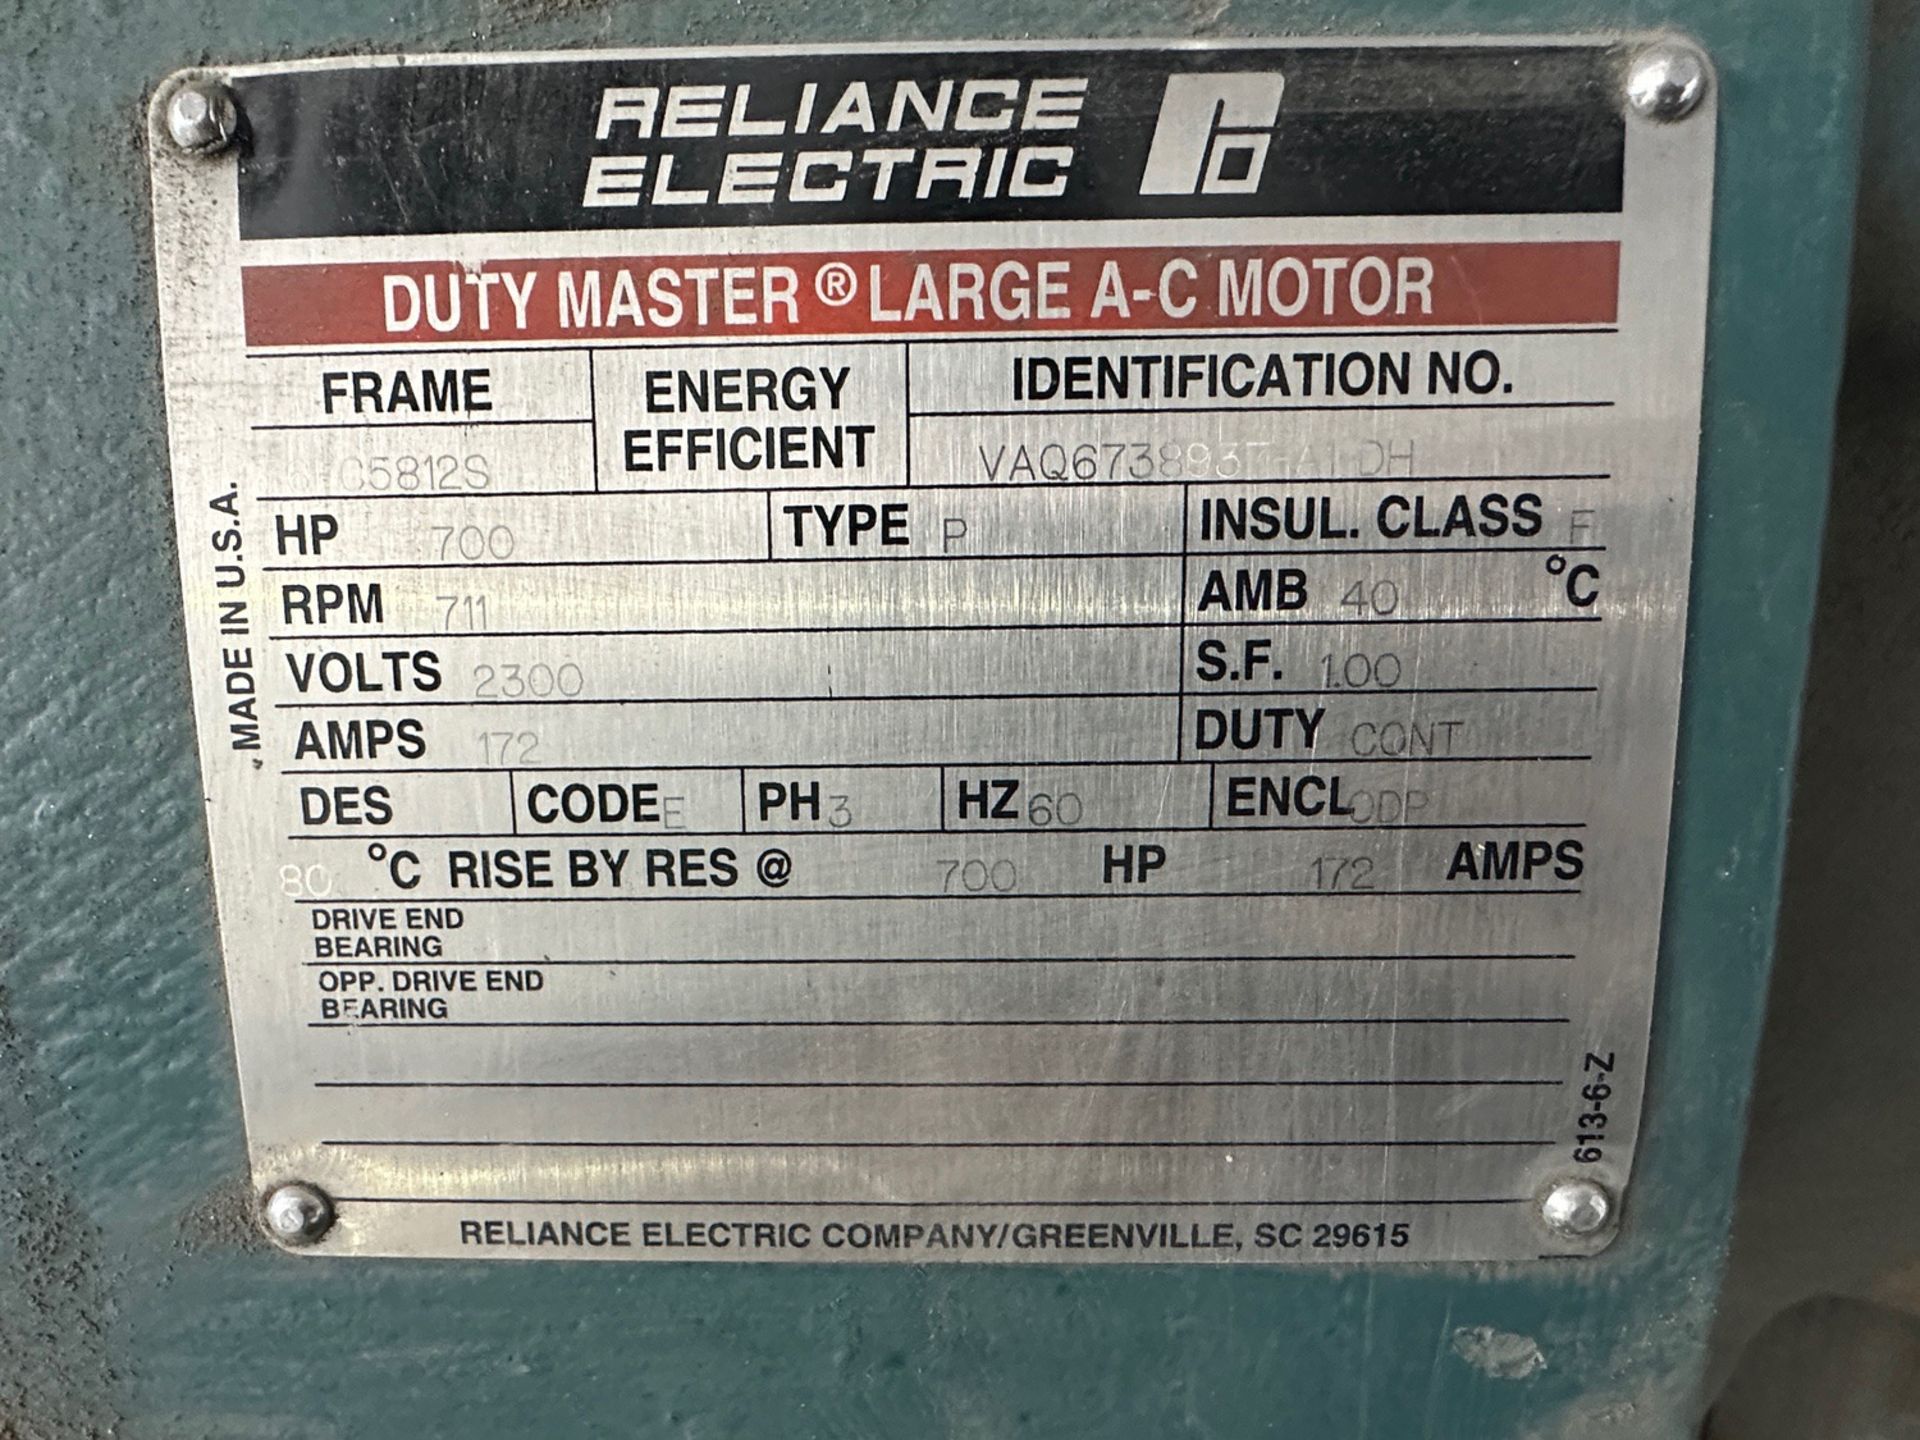 RELIANCE
ELECTRIC
DUTY MASTER ® LARGE A-C MOTOR
FRAME
ENERGY EFFICIENT
IDENTIFICATION NO.
HP 700 TYPE P INSUL. CLASS F
RPM 711 AMB 40 °C
VOLTS 2300 S.F. 1.00
AMPS 172 DUTY CONT
DES CODE E PH 3 HZ 60 ENCL ODP
80 °C RISE BY RES @ 700 HP 172 AMPS
DRIVE END
BEARING
OPP. DRIVE END
BEARING
RELIANCE ELECTRIC COMPANY/GREENVILLE, SC 29615
MADE IN U.S.A.
613-6-Z